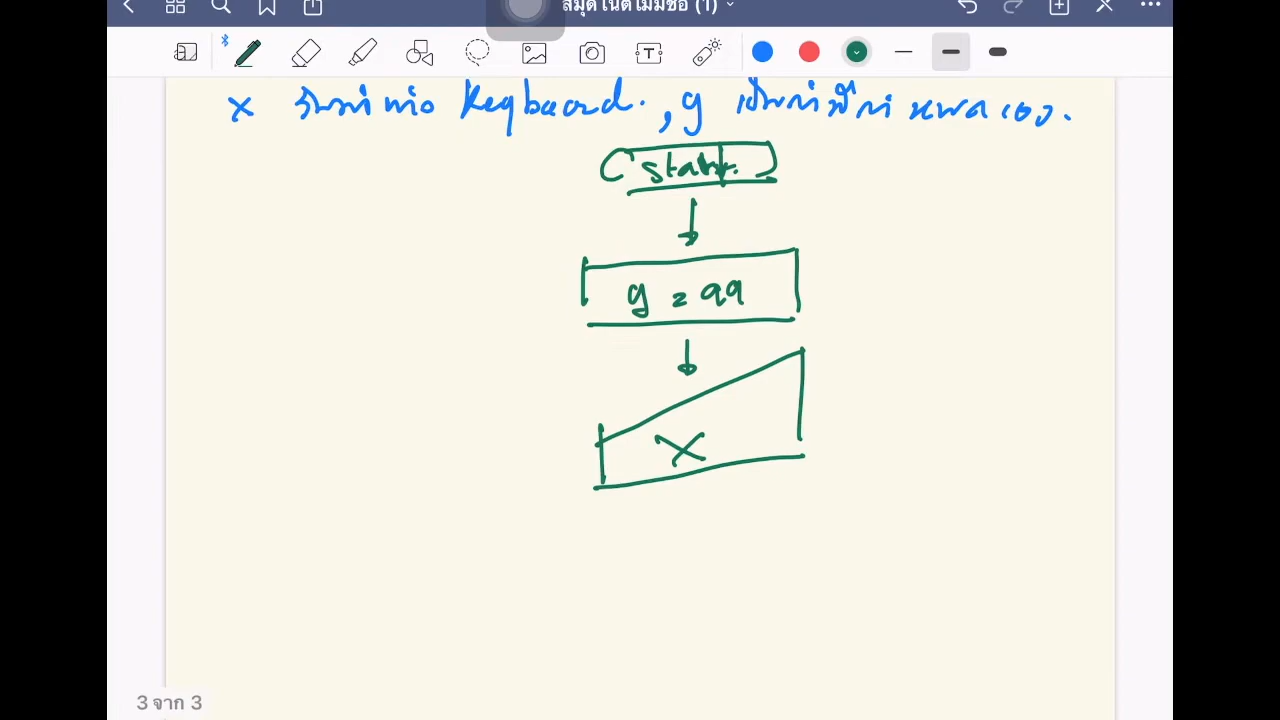 สมุดโน้ตไม่มีชื่อ (1)
x รับค่าจาก Keyboard. , y เป็นค่าที่กำหนดเอง.
start.
y = 99
x
3 จาก 3